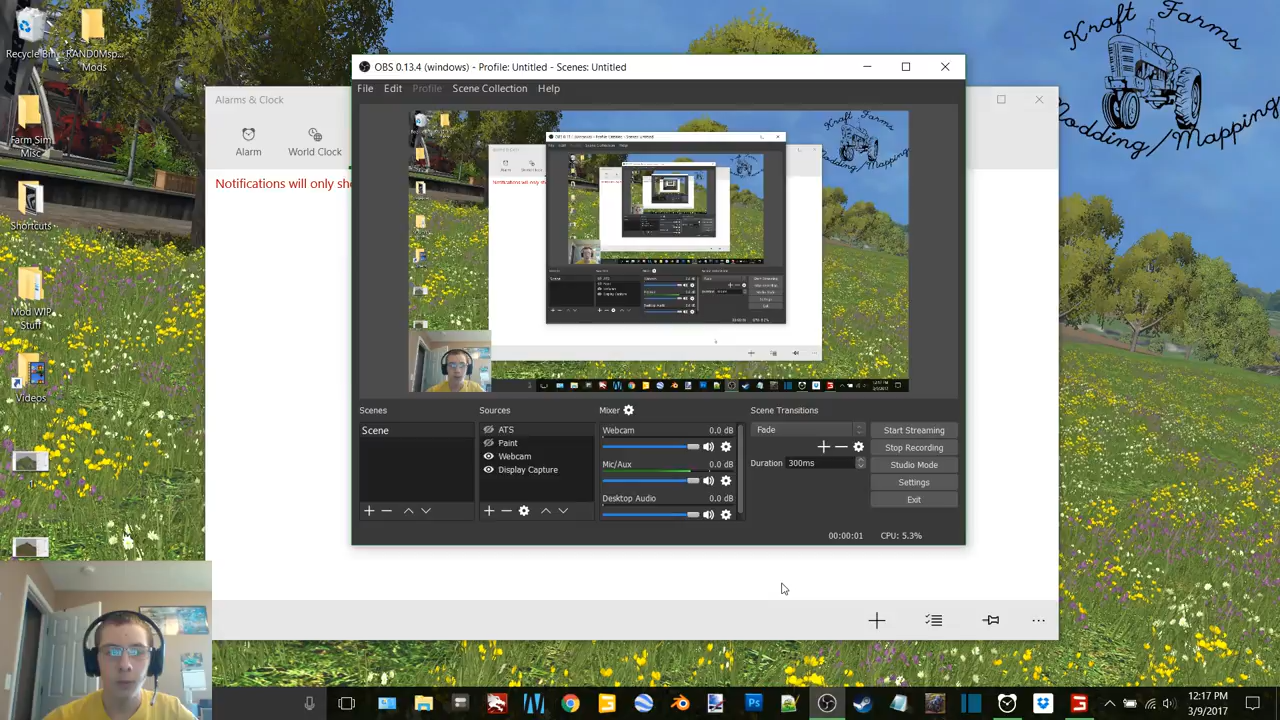 Recycle Bin
RAND0Msp...
Mods
Farm Sim
Misc
Shortcuts
Mod WIP
Stuff
Videos
1
Kraft Farms
Modding/Mapping
Alarms & Clock
Alarm
World Clock
Notifications will only sho
OBS 0.13.4 (windows) - Profile: Untitled - Scenes: Untitled
File Edit Profile Scene Collection Help
Scenes
Scene
Sources
ATS
Paint
Webcam
Display Capture
Mixer
Webcam 0.0 dB
Mic/Aux 0.0 dB
Desktop Audio 0.0 dB
Scene Transitions
Fade
Duration 300ms
Start Streaming
Stop Recording
Studio Mode
Settings
Exit
00:00:01 CPU: 5.3%
12:17 PM
3/9/2017